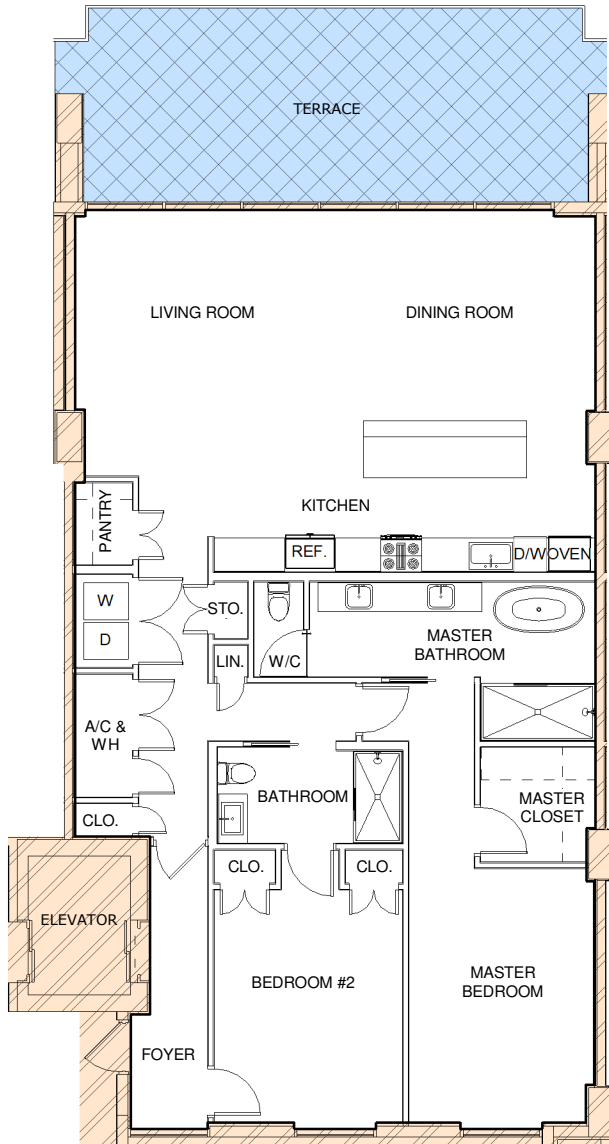 TERRACE
LIVING ROOM
DINING ROOM
KITCHEN
PANTRY
REF.
D/W
OVEN
W
D
STO.
LIN.
W/C
MASTER
BATHROOM
A/C &
WH
CLO.
BATHROOM
MASTER
CLOSET
CLO.
CLO.
ELEVATOR
BEDROOM #2
MASTER
BEDROOM
FOYER